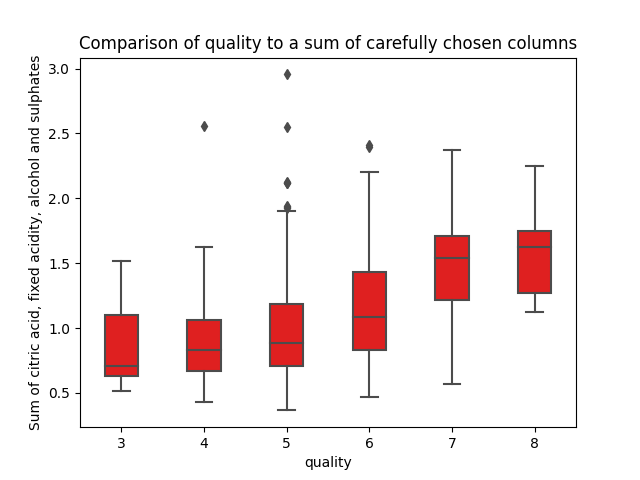 Comparison of quality to a sum of carefully chosen columns
Sum of citric acid, fixed acidity, alcohol and sulphates
3.0
2.5
2.0
1.5
1.0
0.5
3 4 5 6 7 8
quality